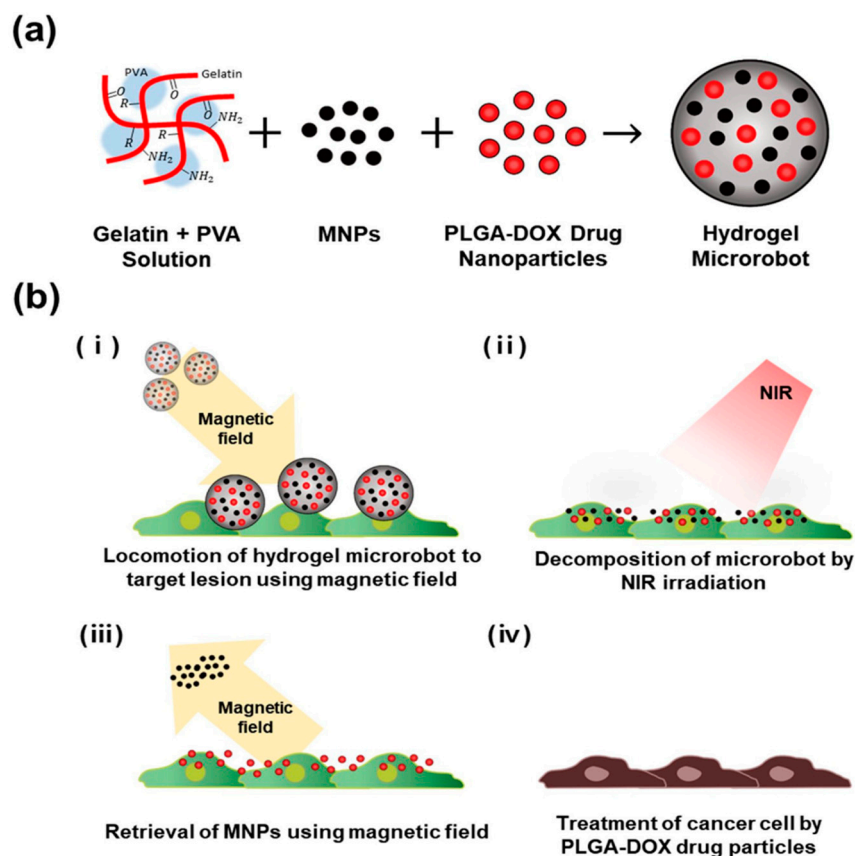 (a)
PVA
Gelatin
O
O
O
R
R
R
NH2
NH2
NH2
+
+
→
Gelatin + PVA
Solution
MNPs
PLGA-DOX Drug
Nanoparticles
Hydrogel
Microrobot
(b)
(i)
Magnetic
field
Locomotion of hydrogel microrobot to
target lesion using magnetic field
(ii)
NIR
Decomposition of microrobot by
NIR irradiation
(iii)
Magnetic
field
Retrieval of MNPs using magnetic field
(iv)
Treatment of cancer cell by
PLGA-DOX drug particles